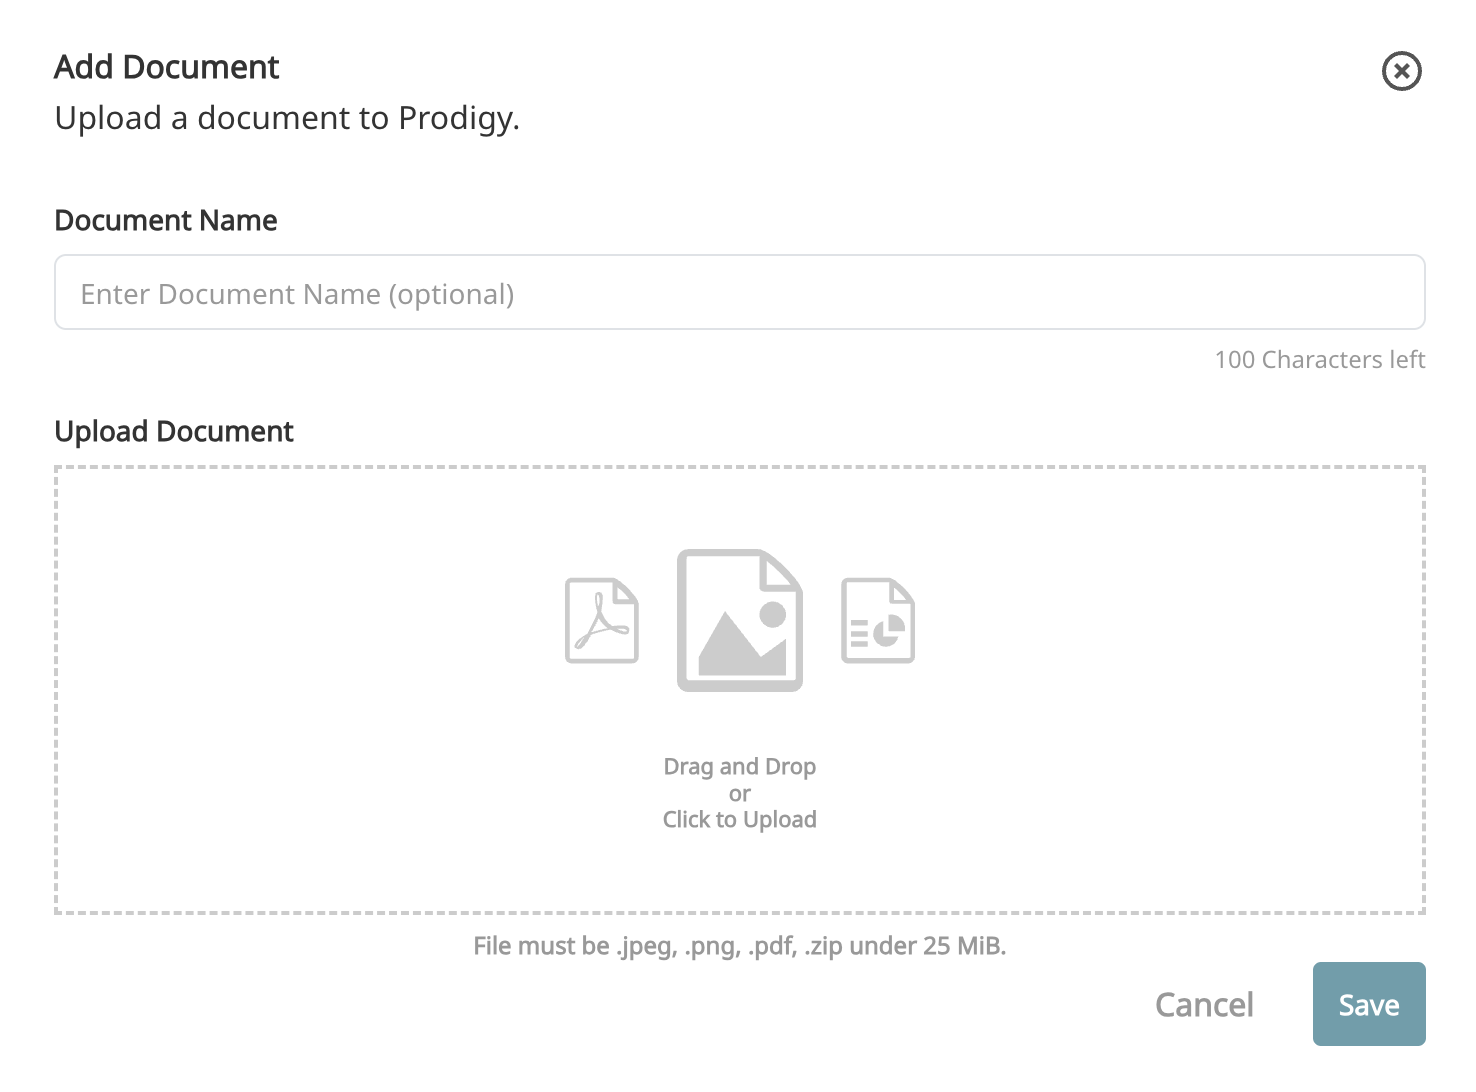 Add Document
Upload a document to Prodigy.
Document Name
Enter Document Name (optional)
100 Characters left
Upload Document
Drag and Drop
or
Click to Upload
File must be .jpeg, .png, .pdf, .zip under 25 MiB.
Cancel
Save